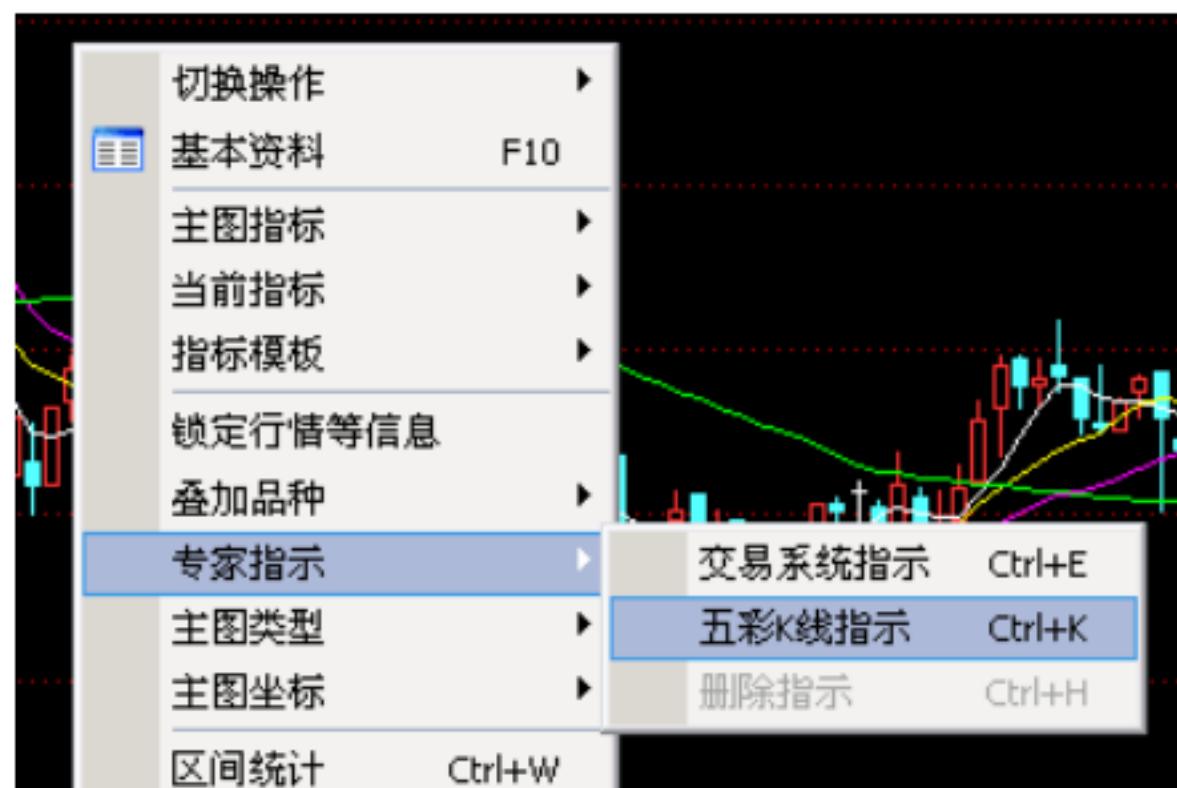 切换操作
基本资料 F10
主图指标
当前指标
指标模板
锁定行情等信息
叠加品种
专家指示
交易系统指示 Ctrl+E
主图类型
五彩K线指示 Ctrl+K
主图坐标
删除指示 Ctrl+H
区间统计 Ctrl+W